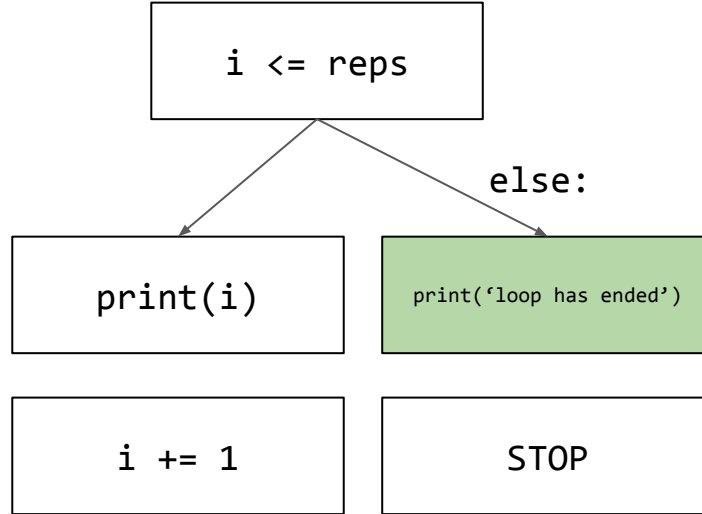 i <= reps
else:
print(i)
print(‘loop has ended’)
i += 1
STOP